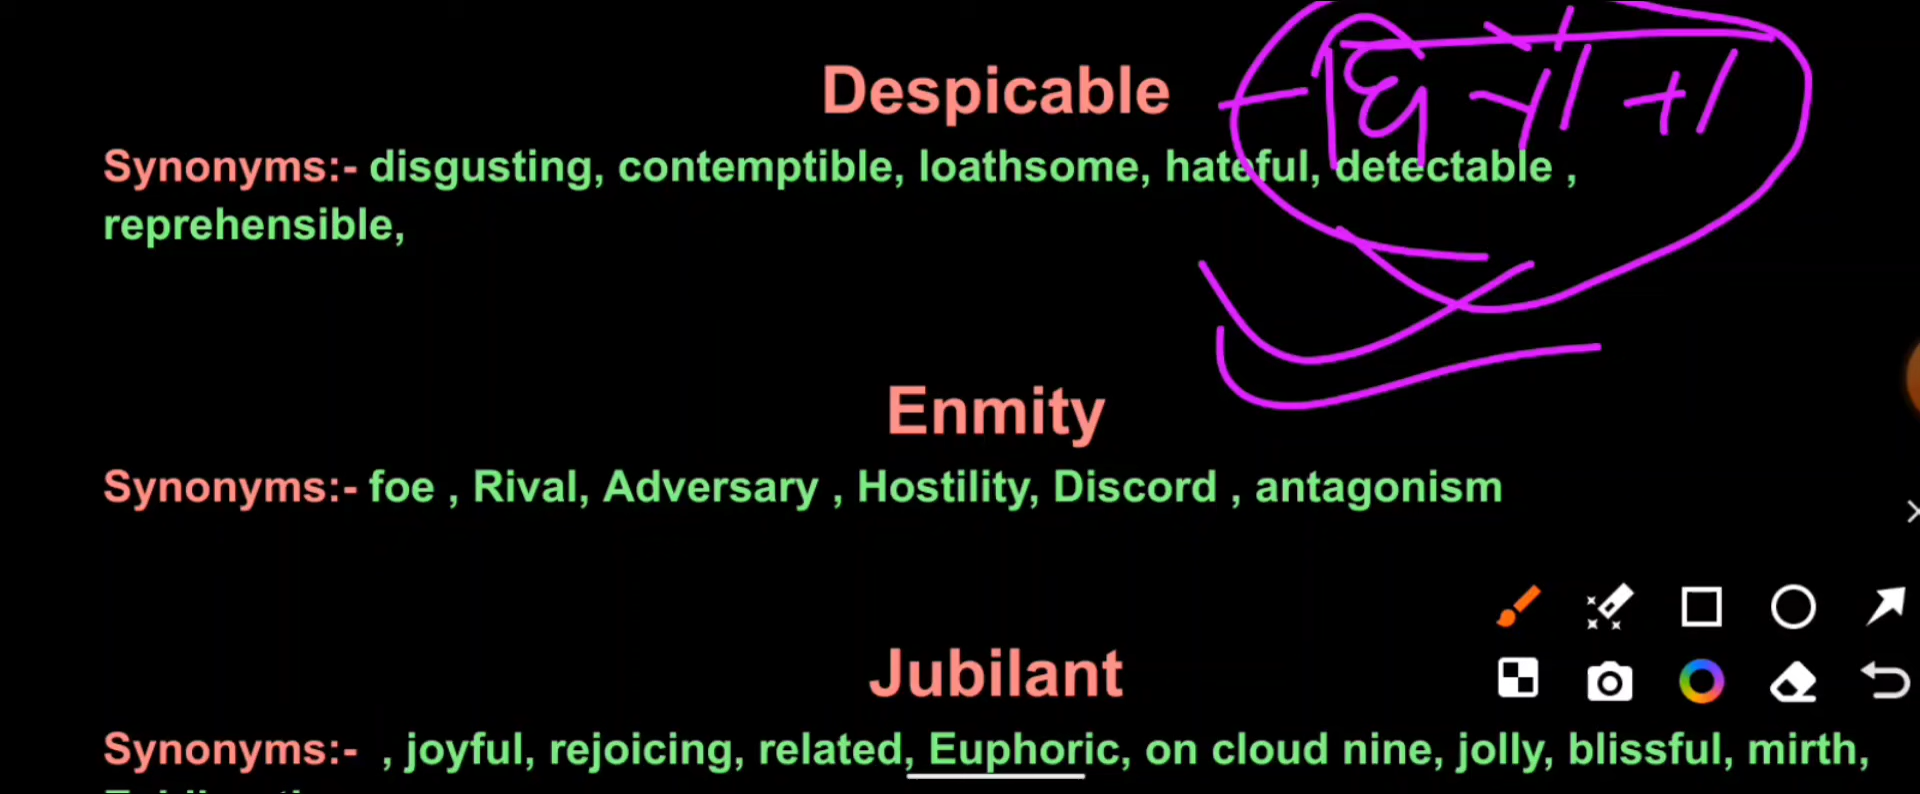 Despicable
Synonyms:- disgusting, contemptible, loathsome, hateful, detectable ,
reprehensible,
Enmity
Synonyms:- foe , Rival, Adversary , Hostility, Discord , antagonism
Jubilant
Synonyms:- , joyful, rejoicing, related, Euphoric, on cloud nine, jolly, blissful, mirth,